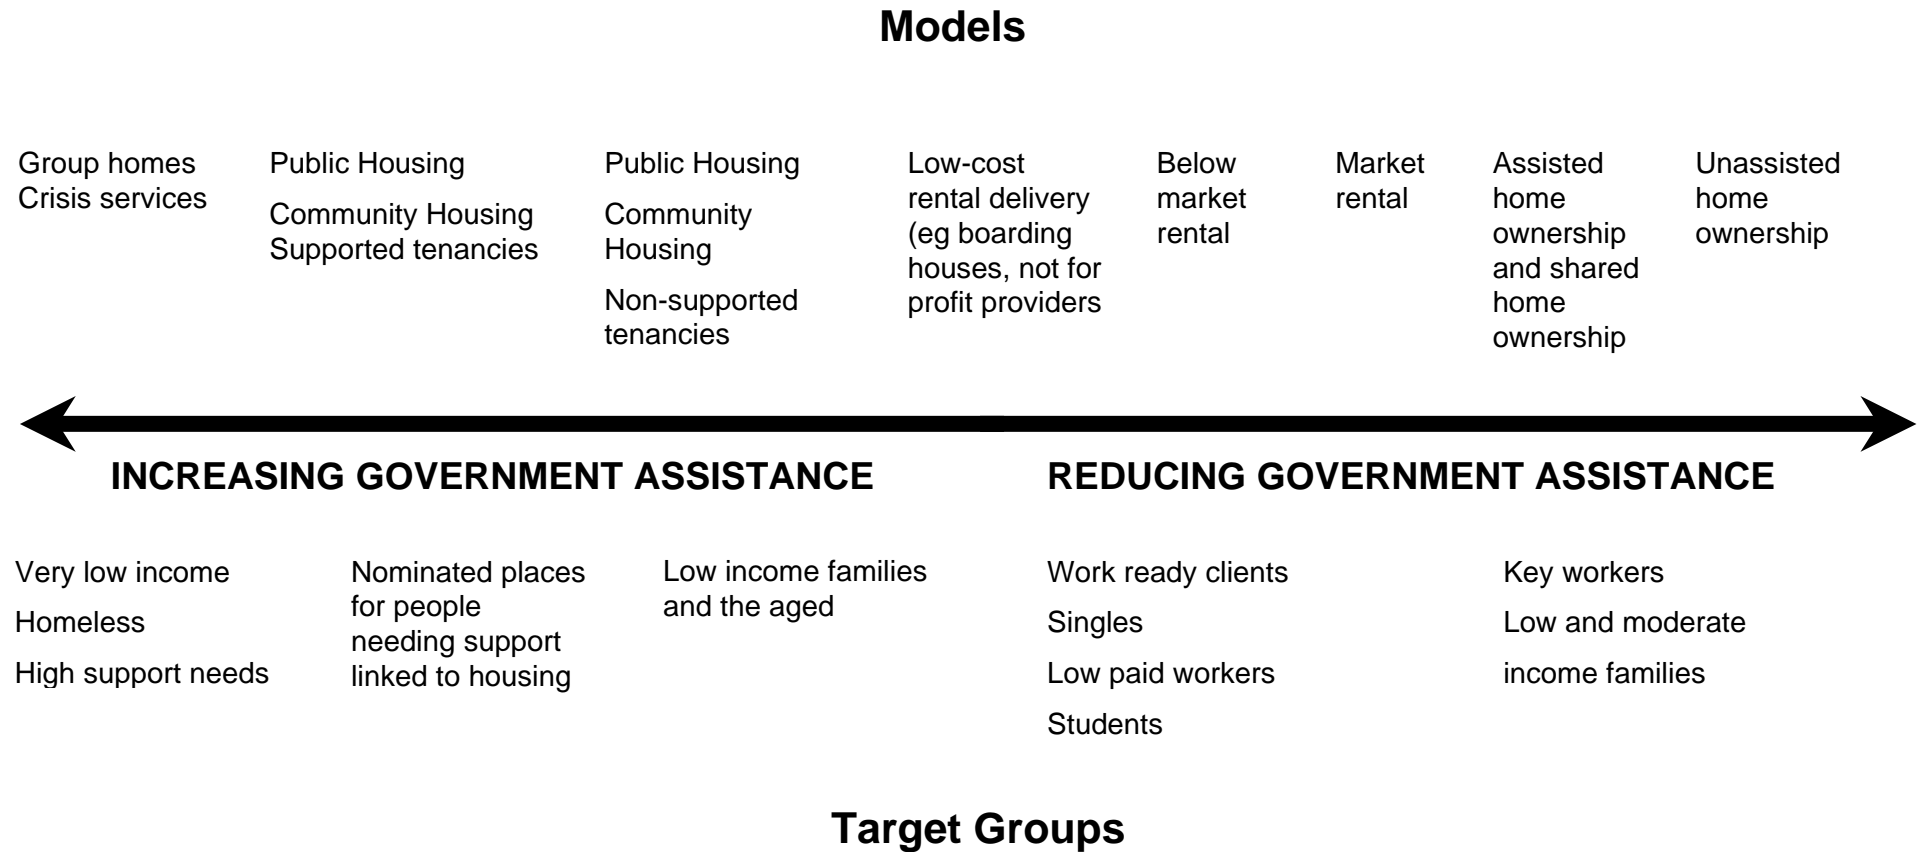 Models
Group homes
Crisis services
Public Housing
Community Housing
Supported tenancies
Public Housing
Community
Housing
Non-supported
tenancies
Low-cost
rental delivery
(eg boarding
houses, not for
profit providers
Below
market
rental
Market
rental
Assisted
home
ownership
and shared
home
ownership
Unassisted
home
ownership
INCREASING GOVERNMENT ASSISTANCE
REDUCING GOVERNMENT ASSISTANCE
Very low income
Homeless
High support needs
Nominated places
for people
needing support
linked to housing
Low income families
and the aged
Work ready clients
Singles
Low paid workers
Students
Key workers
Low and moderate
income families
Target Groups